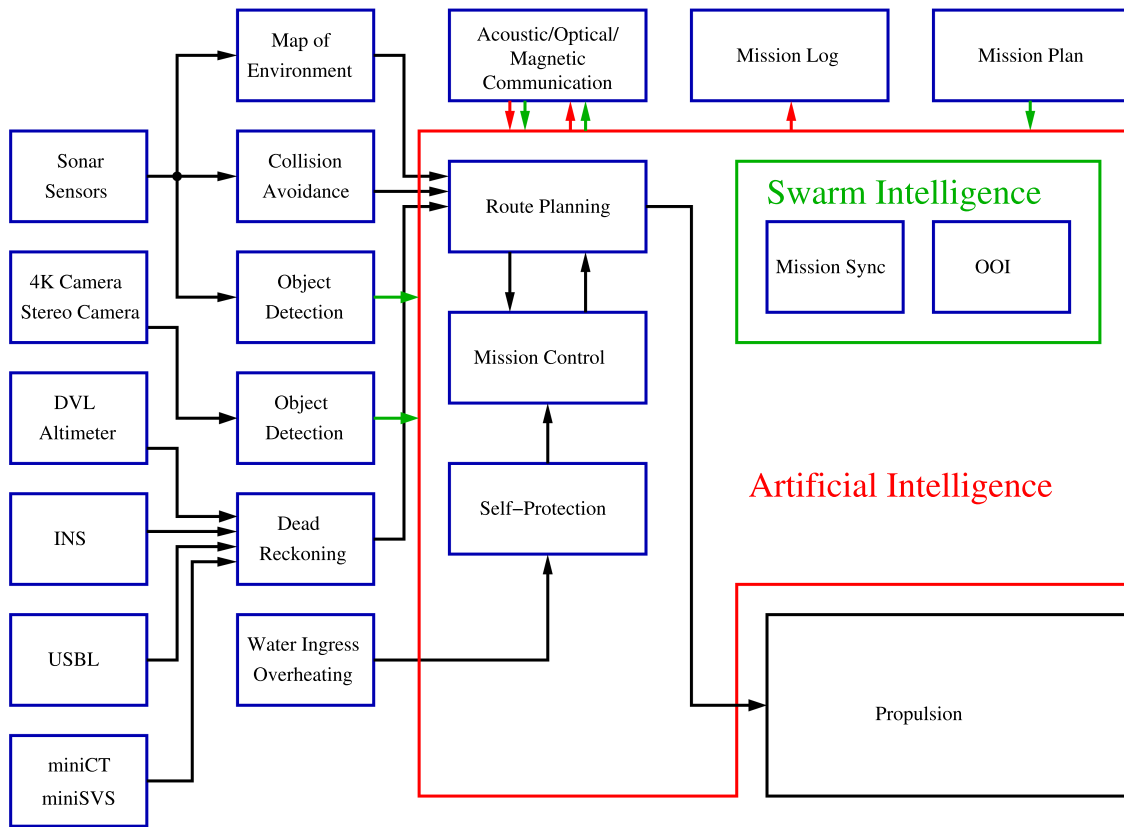 Map of
Environment
Acoustic/Optical/
Magnetic
Communication
Mission Log
Mission Plan
Sonar
Sensors
Collision
Avoidance
Route Planning
Swarm Intelligence
Mission Sync
OOI
4K Camera
Stereo Camera
Object
Detection
Mission Control
DVL
Altimeter
Object
Detection
Artificial Intelligence
INS
Dead
Reckoning
Self−Protection
USBL
Water Ingress
Overheating
Propulsion
miniCT
miniSVS